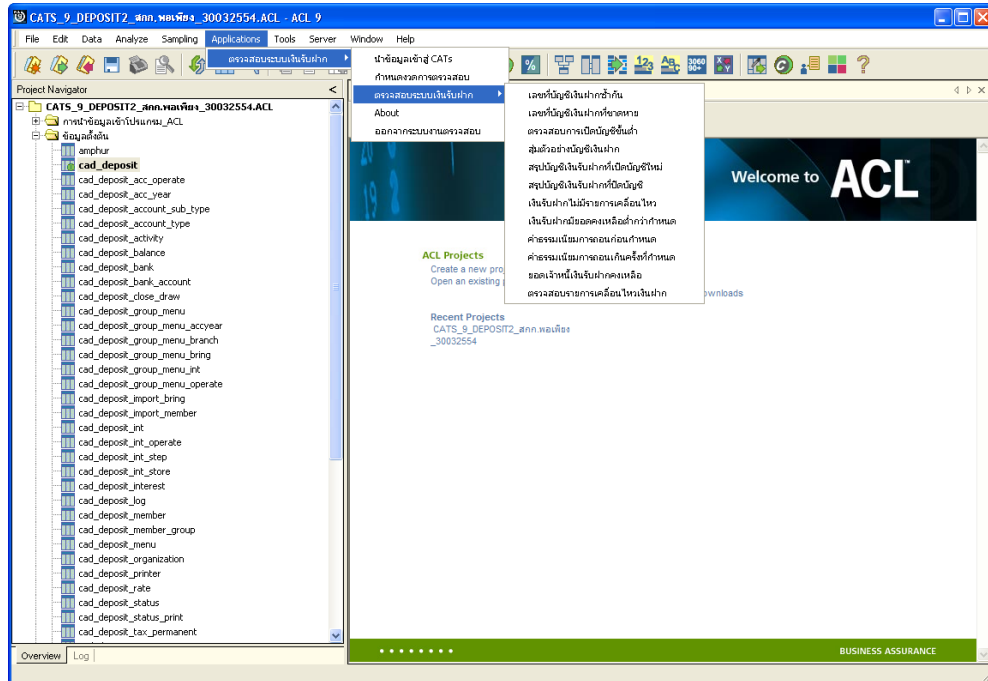 CATS_9_DEPOSIT2_สกก.พอเพียง_30032554.ACL - ACL 9
File Edit Data Analyze Sampling Applications Tools Server Window Help
ตรวจสอบระบบเงินรับฝาก
นำข้อมูลเข้าสู่ CATs
กำหนดงวดการตรวจสอบ
ตรวจสอบระบบเงินรับฝาก
About
ออกจากระบบงานตรวจสอบ
เลขที่บัญชีเงินฝากซ้ำกัน
เลขที่บัญชีเงินฝากที่ขาดหาย
ตรวจสอบการเปิดบัญชีขั้นต่ำ
สุ่มตัวอย่างบัญชีเงินฝาก
สรุปบัญชีเงินรับฝากที่เปิดบัญชีใหม่
สรุปบัญชีเงินรับฝากที่ปิดบัญชี
เงินรับฝากไม่มีรายการเคลื่อนไหว
เงินรับฝากมียอดคงเหลือต่ำกว่ากำหนด
ค่าธรรมเนียมการถอนก่อนกำหนด
ค่าธรรมเนียมการถอนเกินครั้งที่กำหนด
ยอดเจ้าหนี้เงินรับฝากคงเหลือ
ตรวจสอบรายการเคลื่อนไหวเงินฝาก
Project Navigator <
CATS_9_DEPOSIT2_สกก.พอเพียง_30032554.ACL
การนำข้อมูลเข้าโปรแกรม_ACL
ข้อมูลตั้งต้น
amphur
cad_deposit
cad_deposit_acc_operate
cad_deposit_acc_year
cad_deposit_account_sub_type
cad_deposit_account_type
cad_deposit_activity
cad_deposit_balance
cad_deposit_bank
cad_deposit_bank_account
cad_deposit_close_draw
cad_deposit_group_menu
cad_deposit_group_menu_accyear
cad_deposit_group_menu_branch
cad_deposit_group_menu_bring
cad_deposit_group_menu_int
cad_deposit_group_menu_operate
cad_deposit_import_bring
cad_deposit_import_member
cad_deposit_int
cad_deposit_int_operate
cad_deposit_int_step
cad_deposit_int_store
cad_deposit_interest
cad_deposit_log
cad_deposit_member
cad_deposit_member_group
cad_deposit_menu
cad_deposit_organization
cad_deposit_printer
cad_deposit_rate
cad_deposit_status
cad_deposit_status_print
cad_deposit_tax_permanent
Overview Log
Welcome to ACL
ACL Projects
Create a new proj
Open an existing p
wnloads
Recent Projects
CATS_9_DEPOSIT2_สกก.พอเพียง
_30032554
BUSINESS ASSURANCE